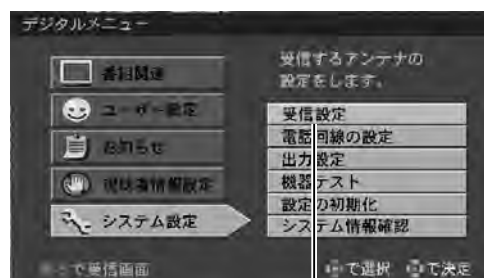 デジタルメニュー
番組関連
ユーザー設定
お知らせ
視聴者情報設定
システム設定
受信するアンテナの
設定をします。
受信設定
電話回線の設定
出力設定
機器テスト
設定の初期化
システム情報確認
で受信画面
で選択 で決定